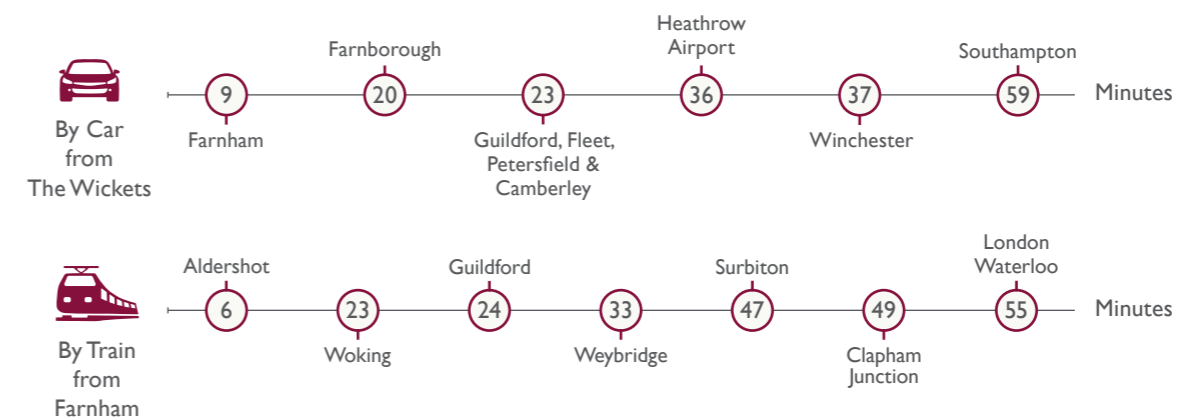 By Car
from
The Wickets
9
Farnham
Farnborough
20
23
Guildford, Fleet,
Petersfield &
Camberley
Heathrow
Airport
36
37
Winchester
Southampton
59
Minutes
By Train
from
Farnham
Aldershot
6
23
Woking
Guildford
24
33
Weybridge
Surbiton
47
49
Clapham
Junction
London
Waterloo
55
Minutes